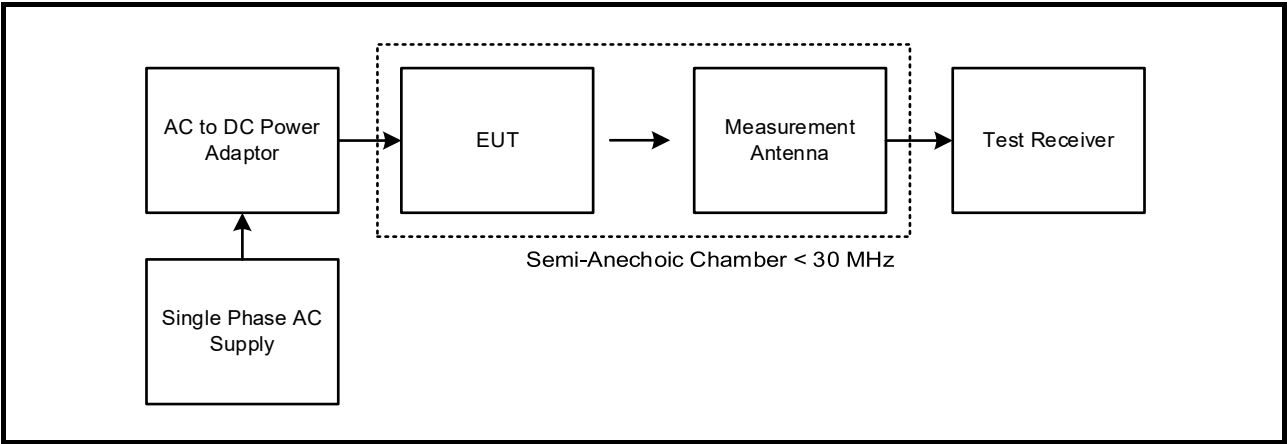 AC to DC Power
Adaptor
EUT
Measurement
Antenna
Test Receiver
Semi-Anechoic Chamber < 30 MHz
Single Phase AC
Supply